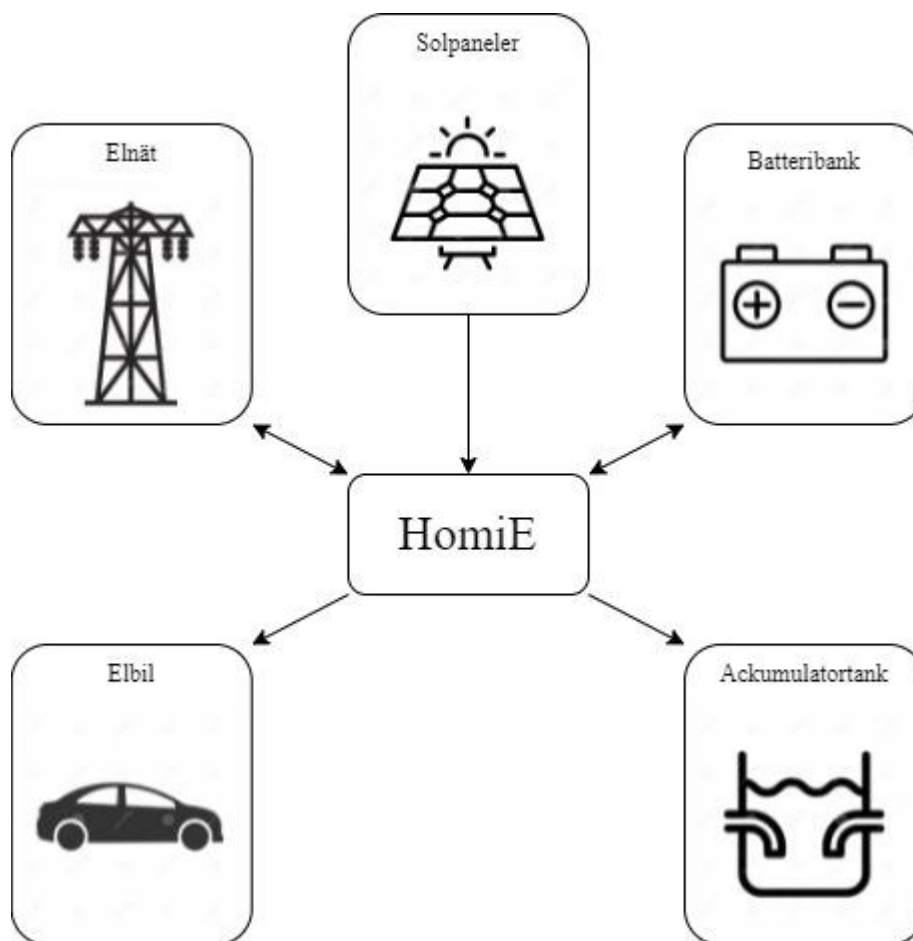 Solpaneler
Elnät
Batteribank
HomiE
Elbil
Ackumulatortank